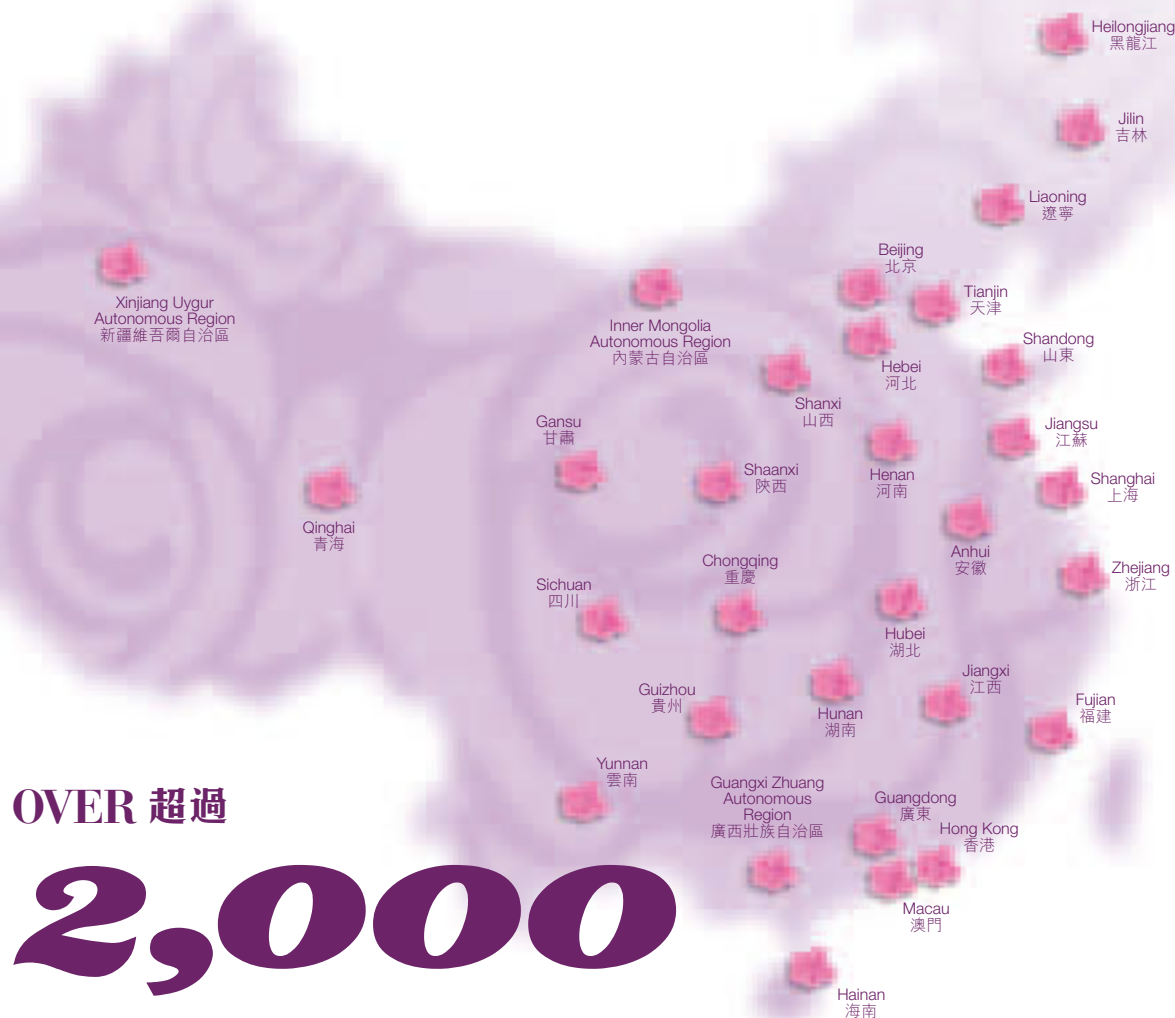 Heilongjiang
黑龍江
Jilin
吉林
Liaoning
遼寧
Beijing
北京
Tianjin
天津
Xinjiang Uygur
Autonomous Region
新疆維吾爾自治區
Inner Mongolia
Autonomous Region
內蒙古自治區
Hebei
河北
Shandong
山東
Shanxi
山西
Gansu
甘肅
Jiangsu
江蘇
Shaanxi
陝西
Henan
河南
Shanghai
上海
Qinghai
青海
Anhui
安徽
Chongqing
重慶
Zhejiang
浙江
Sichuan
四川
Hubei
湖北
Jiangxi
江西
Guizhou
貴州
Hunan
湖南
Fujian
福建
Yunnan
雲南
Guangxi Zhuang
Autonomous
Region
廣西壯族自治區
Guangdong
廣東
Hong Kong
香港
Macau
澳門
Hainan
海南
OVER 超過
2,000